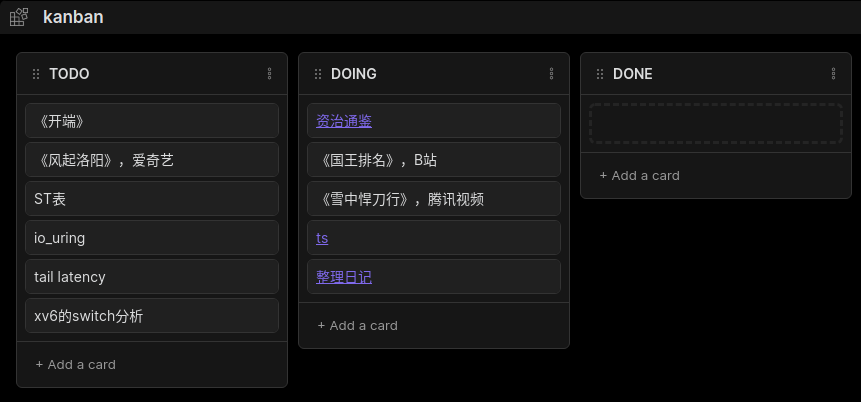 kanban
TODO
《开端》
《风起洛阳》，爱奇艺
ST表
io_uring
tail latency
xv6的switch分析
+ Add a card
DOING
资治通鉴
《国王排名》，B站
《雪中悍刀行》，腾讯视频
ts
整理日记
+ Add a card
DONE
+ Add a card